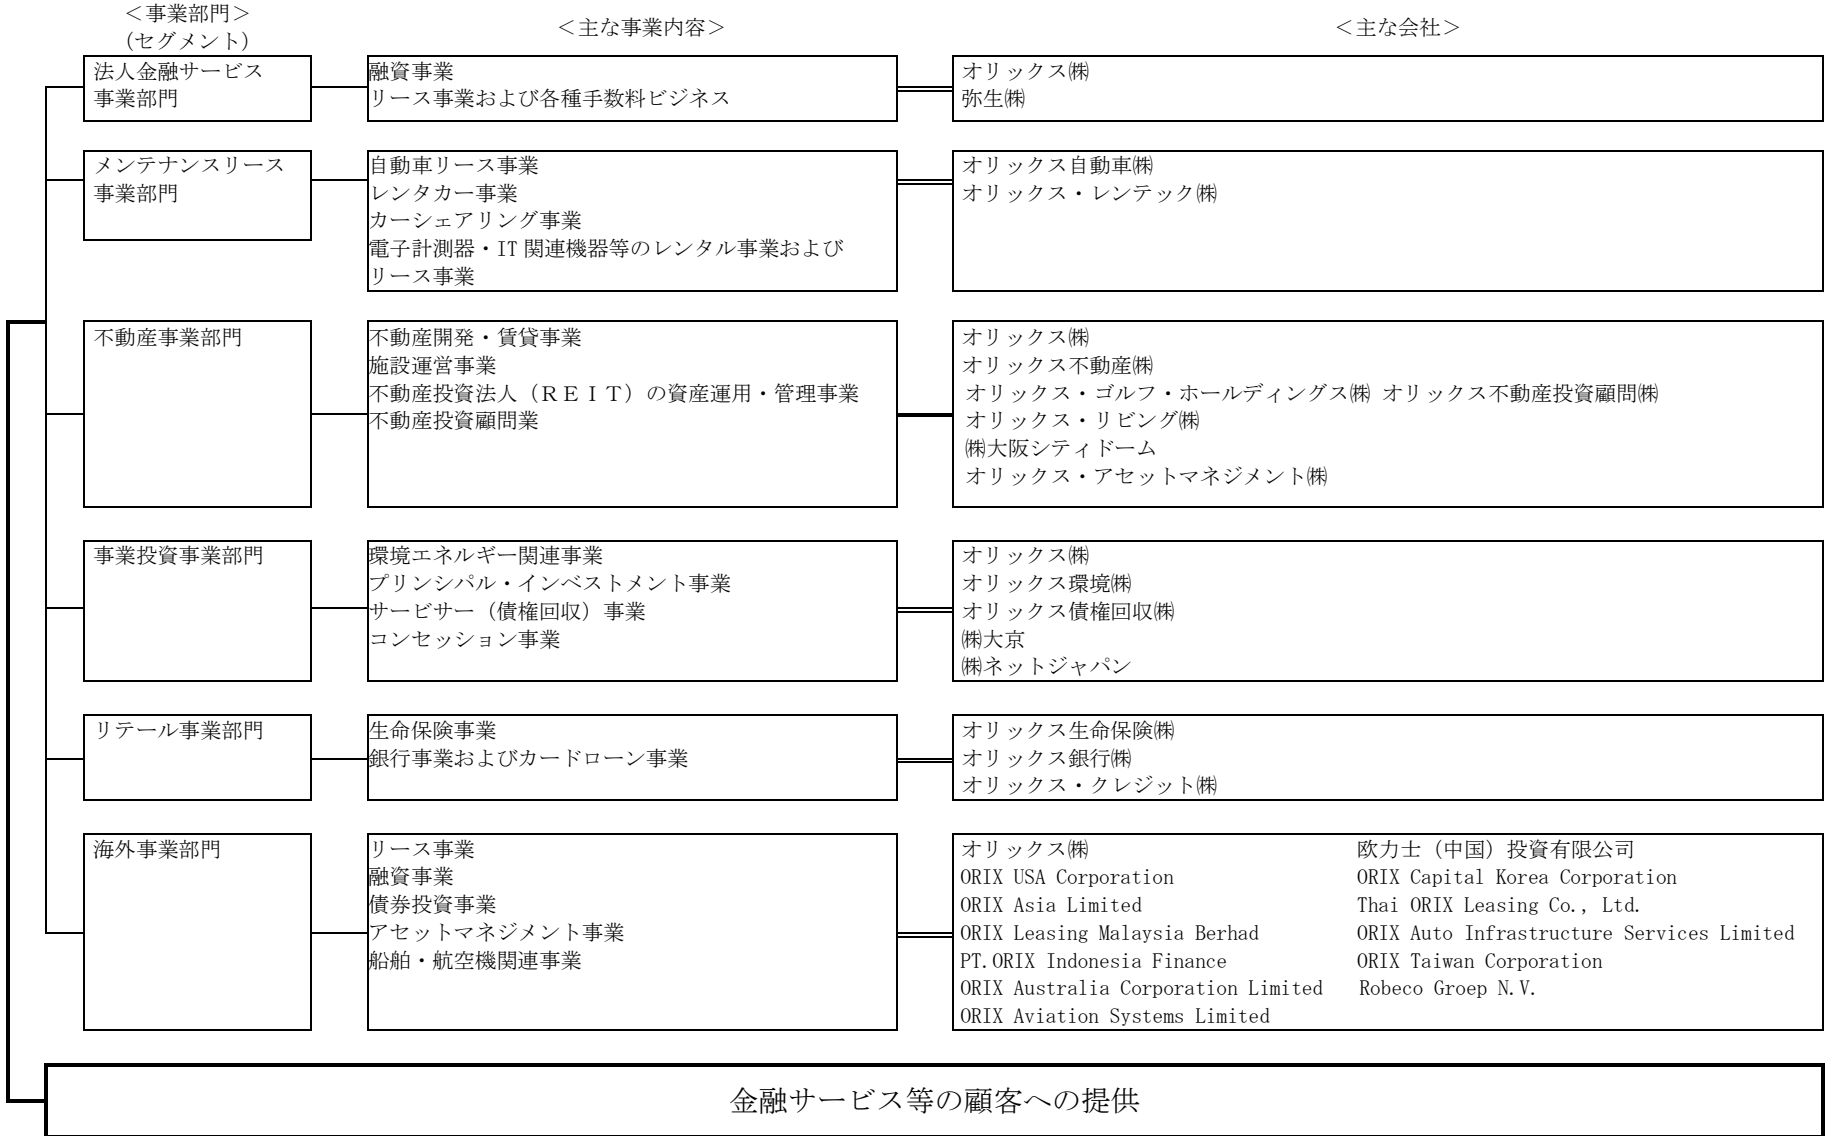 ＜事業部門＞
(セグメント)
＜主な事業内容＞
＜主な会社＞
法人金融サービス
事業部門
融資事業
リース事業および各種手数料ビジネス
オリックス㈱
弥生㈱
メンテナンスリース
事業部門
自動車リース事業
レンタカー事業
カーシェアリング事業
電子計測器・IT関連機器等のレンタル事業および
リース事業
オリックス自動車㈱
オリックス・レンテック㈱
不動産事業部門
不動産開発・賃貸事業
施設運営事業
不動産投資法人（ＲＥＩＴ）の資産運用・管理事業
不動産投資顧問業
オリックス㈱
オリックス不動産㈱
オリックス・ゴルフ・ホールディングス㈱ オリックス不動産投資顧問㈱
オリックス・リビング㈱
㈱大阪シティドーム
オリックス・アセットマネジメント㈱
事業投資事業部門
環境エネルギー関連事業
プリンシパル・インベストメント事業
サービサー（債権回収）事業
コンセッション事業
オリックス㈱
オリックス環境㈱
オリックス債権回収㈱
㈱大京
㈱ネットジャパン
リテール事業部門
生命保険事業
銀行事業およびカードローン事業
オリックス生命保険㈱
オリックス銀行㈱
オリックス・クレジット㈱
海外事業部門
リース事業
融資事業
債券投資事業
アセットマネジメント事業
船舶・航空機関連事業
オリックス㈱ 欧力士（中国）投資有限公司
ORIX USA Corporation ORIX Capital Korea Corporation
ORIX Asia Limited Thai ORIX Leasing Co., Ltd.
ORIX Leasing Malaysia Berhad ORIX Auto Infrastructure Services Limited
PT.ORIX Indonesia Finance ORIX Taiwan Corporation
ORIX Australia Corporation Limited Robeco Groep N.V.
ORIX Aviation Systems Limited
金融サービス等の顧客への提供